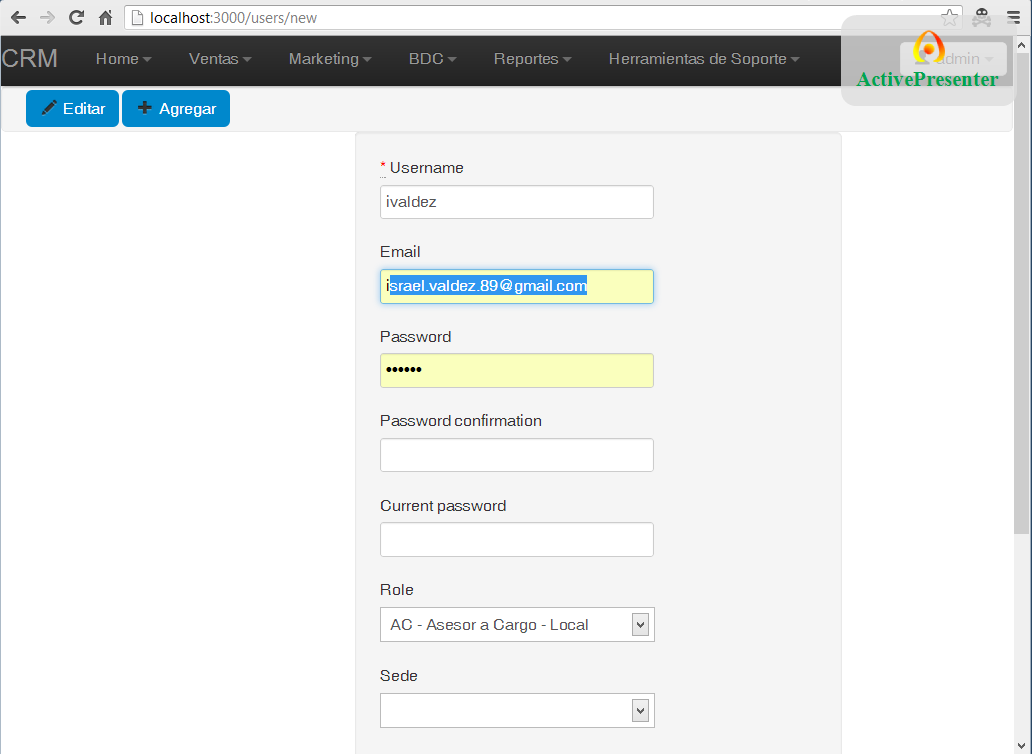 localhost:3000/users/new
CRM Home Ventas Marketing BDC Reportes Herramientas de Soporte admin
ActivePresenter
Editar Agregar
* Username
ivaldez
Email
israel.valdez.89@gmail.com
Password
••••••
Password confirmation
Current password
Role
AC - Asesor a Cargo - Local
Sede